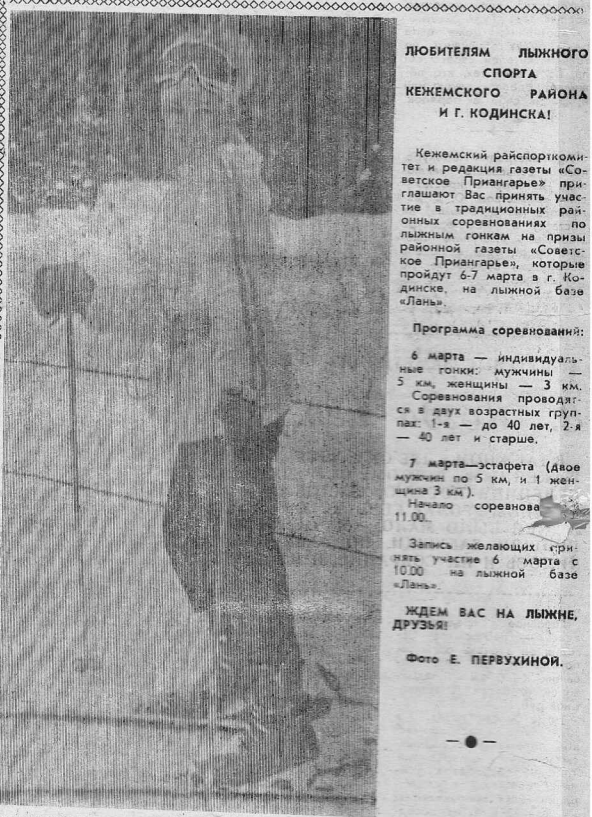 ЛЮБИТЕЛЯМ ЛЫЖНОГО
СПОРТА
КЕЖЕМСКОГО РАЙОНА
И Г. КОДИНСКА!
Кежемский райспорткоми-
тет и редакция газеты «Со-
ветское Приангарье» при-
глашают Вас принять учас-
тие в традиционных рай-
онных соревнованиях по
лыжным гонкам на призы
районной газеты «Советс-
кое Приангарье», которые
пройдут 6-7 марта в г. Ко-
динске, на лыжной базе
«Лань».
Программа соревнований:
6 марта — индивидуаль-
ные гонки: мужчины —
5 км, женщины — 3 км.
Соревнования проводят-
ся в двух возрастных груп-
пах: 1-я — до 40 лет, 2-я
— 40 лет и старше.
7 марта—эстафета (двое
мужчин по 5 км, и 1 жен-
щина 3 км).
Начало соревнова
11.00.
Запись желающих при-
нять участие 6 марта с
10.00 на лыжной базе
«Лань».
ЖДЕМ ВАС НА ЛЫЖНЕ,
ДРУЗЬЯ!
Фото Е. ПЕРВУХИНОЙ.